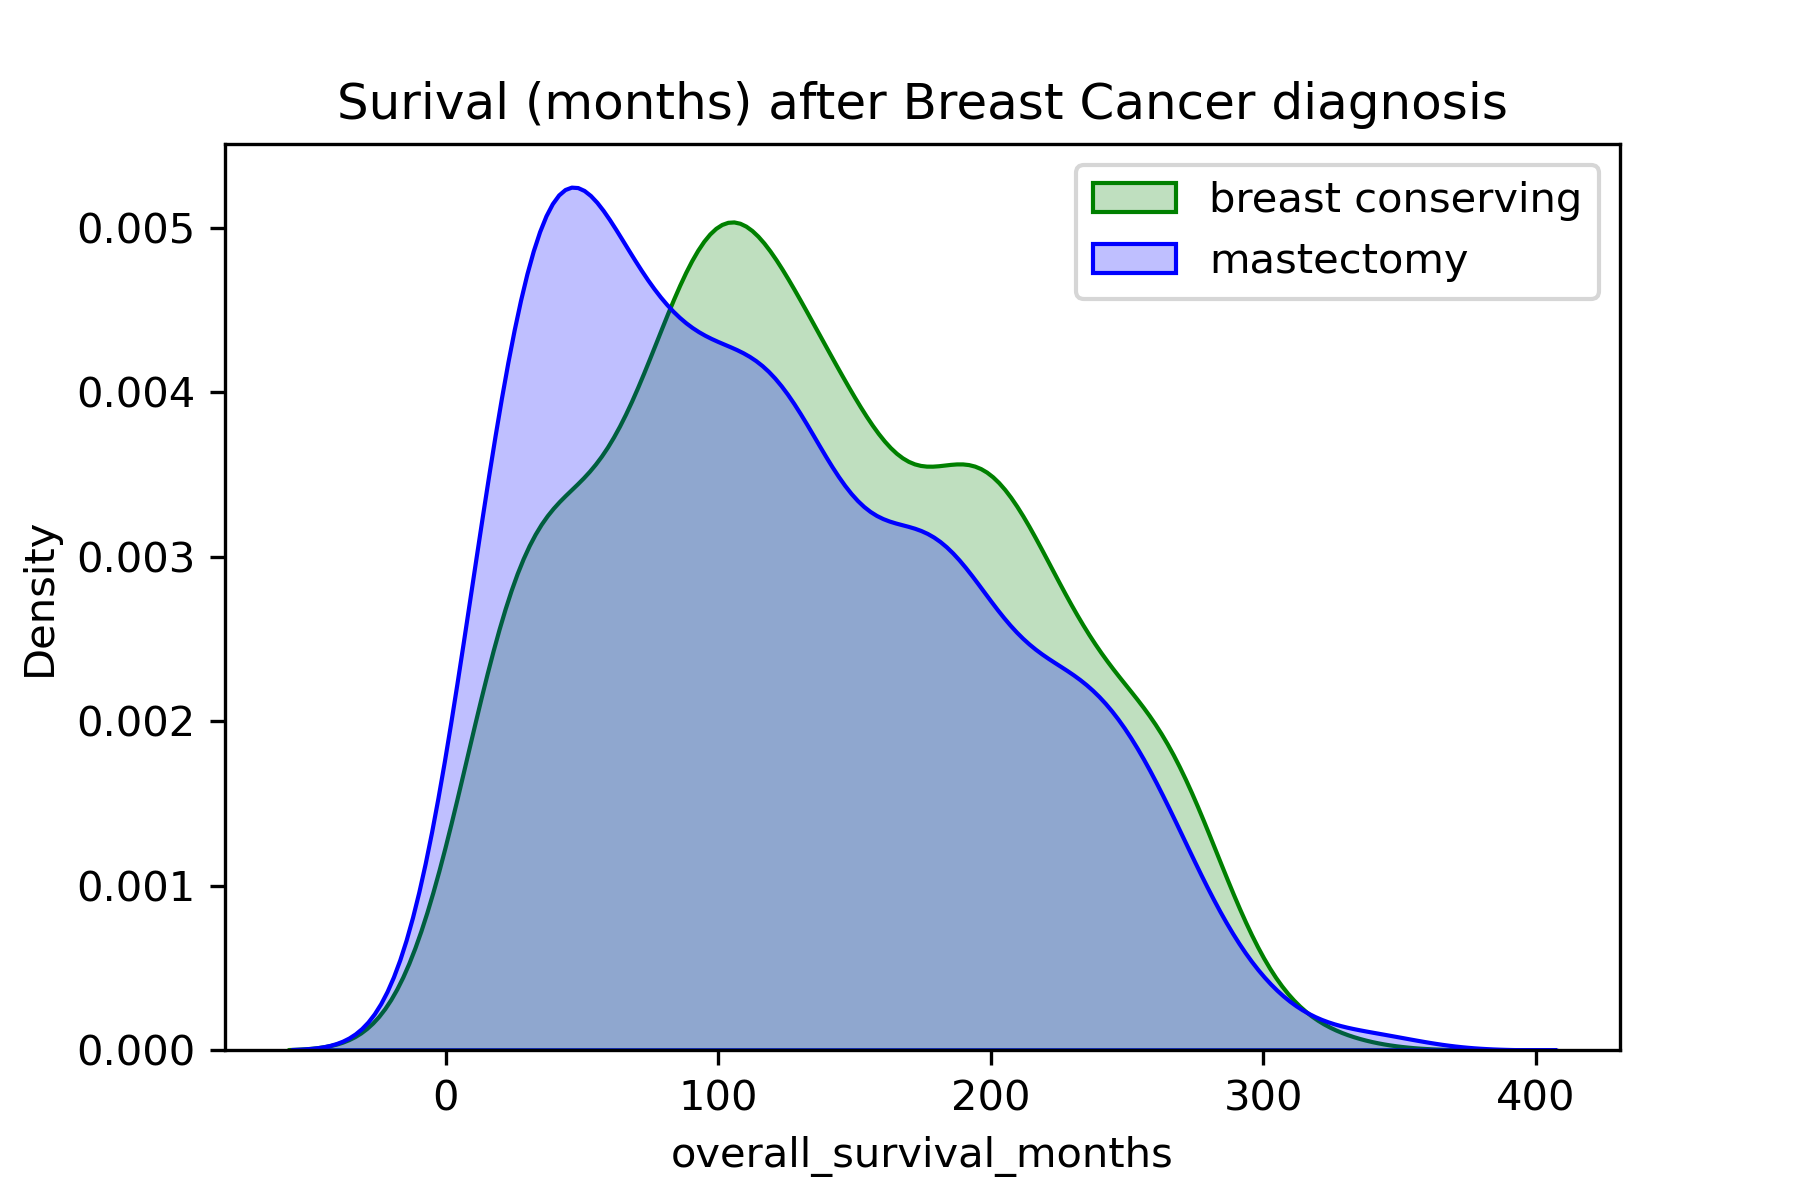 Surival (months) after Breast Cancer diagnosis
breast conserving
mastectomy
0.005
0.004
0.003
0.002
0.001
0.000
Density
0 100 200 300 400
overall_survival_months